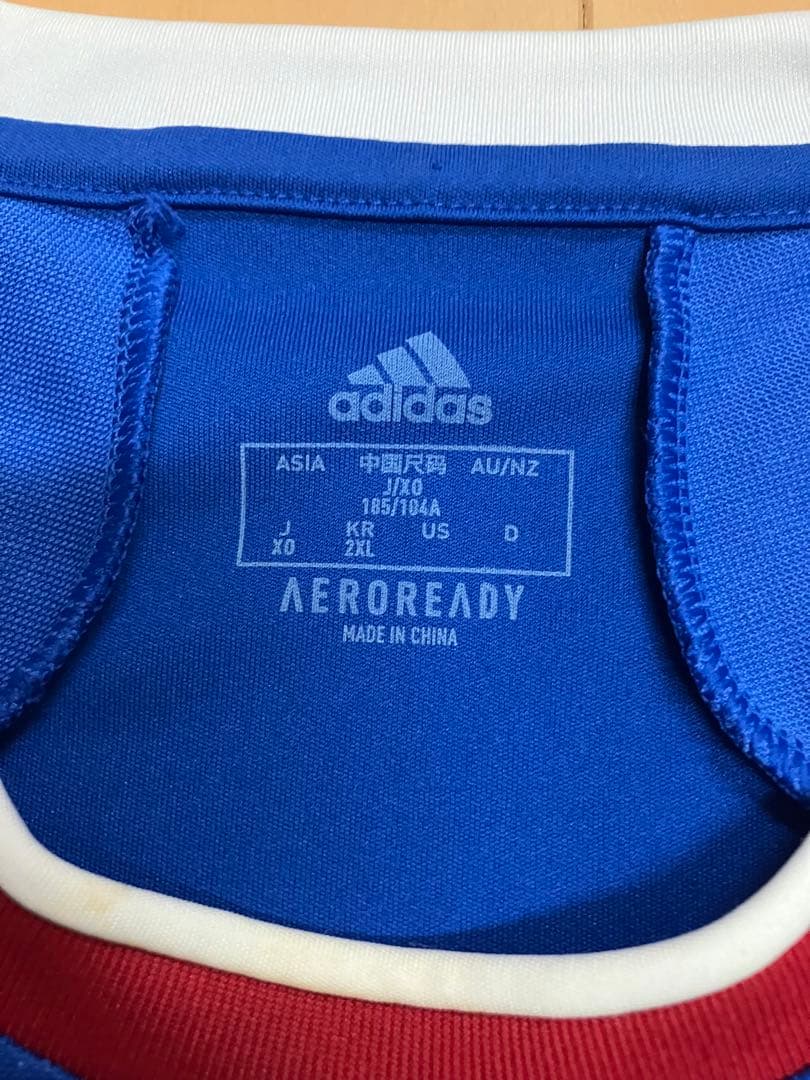 adidas
ASIA 中国尺码 AU/NZ
J/XO
185/104A
J KR US D
XO 2XL
AEROREADY
MADE IN CHINA